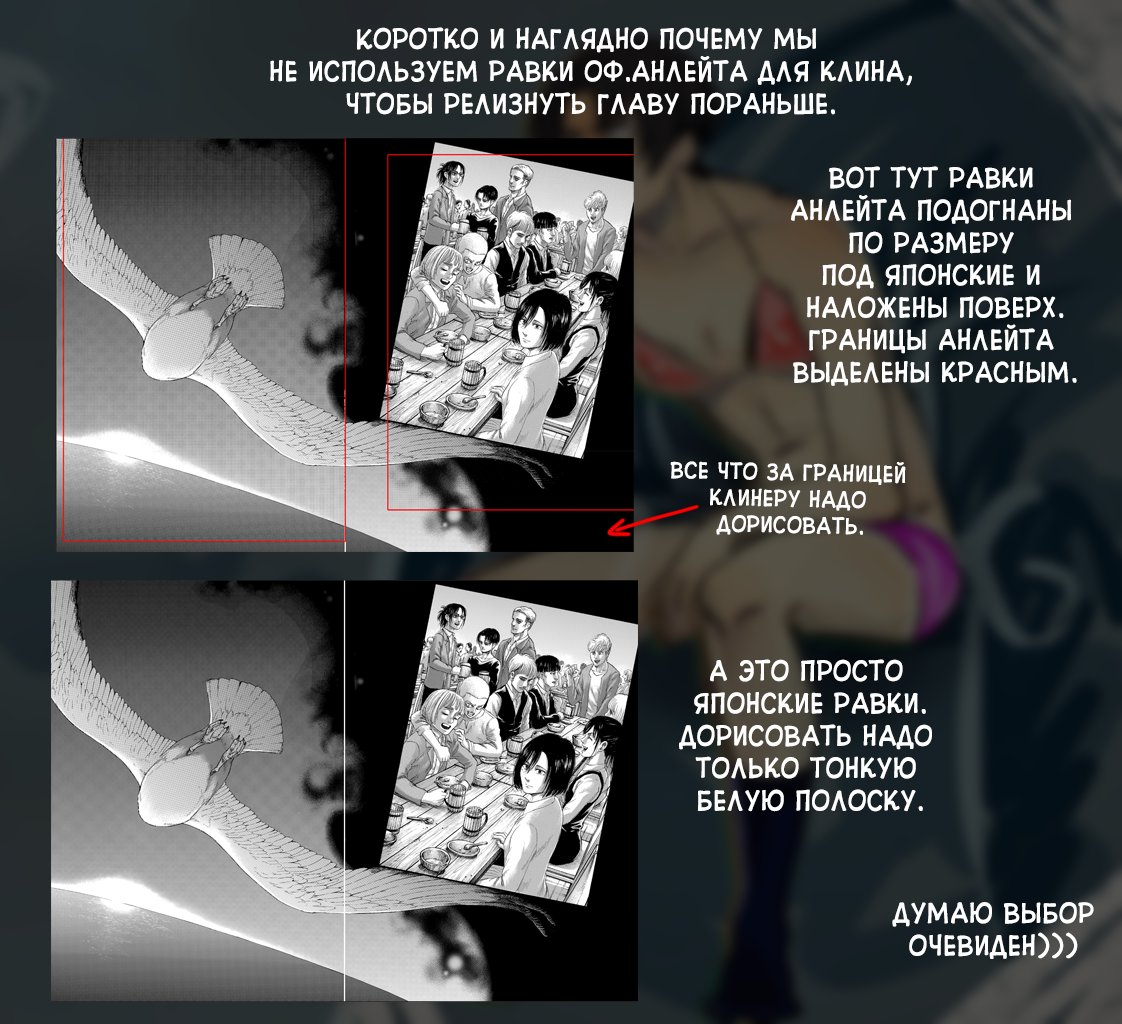 КОРОТКО И НАГЛЯДНО ПОЧЕМУ МЫ
НЕ ИСПОЛЬЗУЕМ РАВКИ ОФ.АНЛЕЙТА ДЛЯ КЛИНА,
ЧТОБЫ РЕЛИЗНУТЬ ГЛАВУ ПОРАНЬШЕ.
ВОТ ТУТ РАВКИ
АНЛЕЙТА ПОДОГНАНЫ
ПО РАЗМЕРУ
ПОД ЯПОНСКИЕ И
НАЛОЖЕНЫ ПОВЕРХ.
ГРАНИЦЫ АНЛЕЙТА
ВЫДЕЛЕНЫ КРАСНЫМ.
ВСЕ ЧТО ЗА ГРАНИЦЕЙ
КЛИНЕРУ НАДО
ДОРИСОВАТЬ.
А ЭТО ПРОСТО
ЯПОНСКИЕ РАВКИ.
ДОРИСОВАТЬ НАДО
ТОЛЬКО ТОНКУЮ
БЕЛУЮ ПОЛОСКУ.
ДУМАЮ ВЫБОР
ОЧЕВИДЕН)))